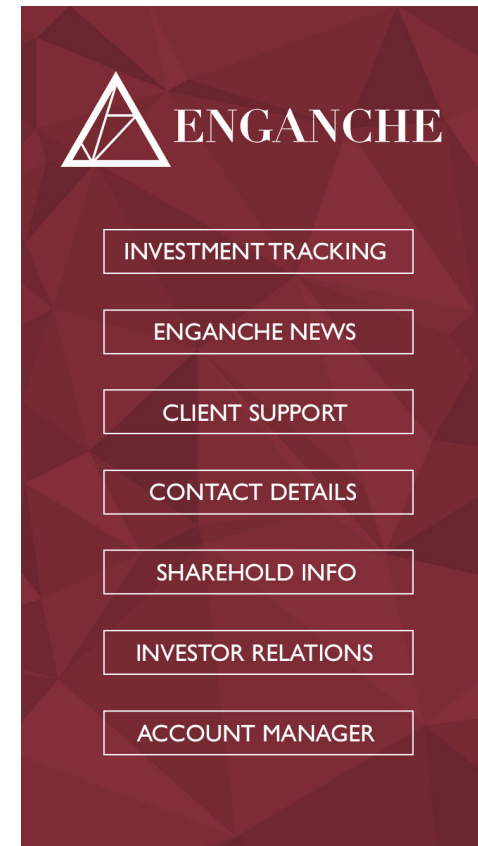 ENGANCHE
INVESTMENT TRACKING
ENGANCHE NEWS
CLIENT SUPPORT
CONTACT DETAILS
SHAREHOLD INFO
INVESTOR RELATIONS
ACCOUNT MANAGER